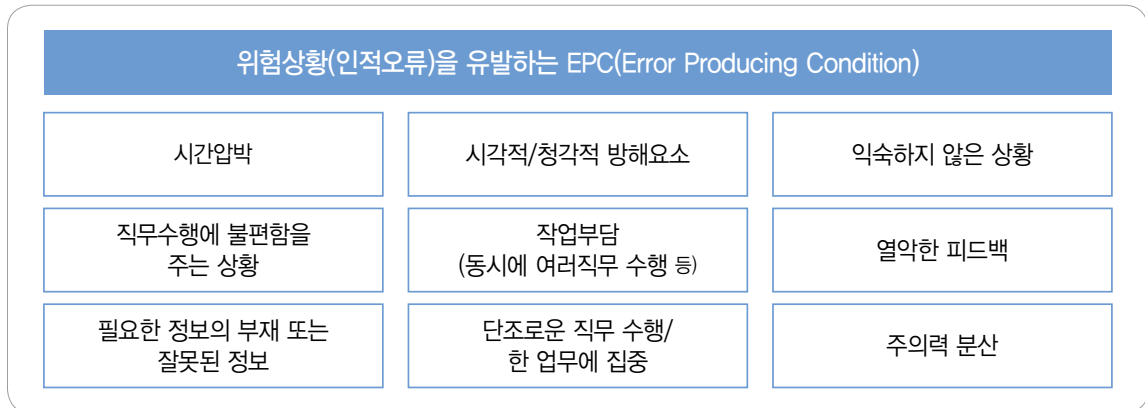 위험상황(인적오류)을 유발하는 EPC(Error Producing Condition)
시간압박
시각적/청각적 방해요소
익숙하지 않은 상황
직무수행에 불편함을
주는 상황
작업부담
(동시에 여러직무 수행 등)
열악한 피드백
필요한 정보의 부재 또는
잘못된 정보
단조로운 직무 수행/
한 업무에 집중
주의력 분산